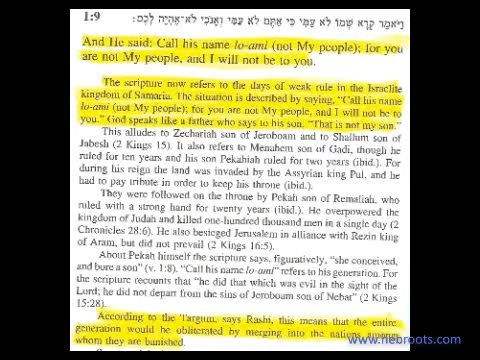 1:9 וַיֹּאמֶר קְרָא שְׁמוֹ לֹא עַמִּי כִּי אַתֶּם לֹא עַמִּי וְאָנֹכִי לֹא־אֶהְיֶה לָכֶם:
And He said: Call his name lo-ami (not My people); for you
are not My people, and I will not be to you.
The scripture now refers to the days of weak rule in the Israelite
kingdom of Samaria. The situation is described by saying, "Call his name
lo-ami (not My people); for you are not My people, and I will not be to
you." God speaks like a father who says to his son, "That is not my son."
This alludes to Zechariah son of Jeroboam and to Shallum son of
Jabesh (2 Kings 15). It also refers to Menahem son of Gadi, though he
ruled for ten years and his son Pekahiah ruled for two years (ibid.). For
during his reign the land was invaded by the Assyrian king Pul, and he
had to pay tribute in order to keep his throne (ibid.).
They were followed on the throne by Pekah son of Remaliah, who
ruled with a strong hand for twenty years (ibid.). He overpowered the
kingdom of Judah and killed one-hundred thousand men in a single day (2
Chronicles 28:6). He also besieged Jerusalem in alliance with Rezin king
of Aram, but did not prevail (2 Kings 16:5).
About Pekah himself the scripture says, figuratively, "she conceived,
and bore a son" (v. 1:8). "Call his name lo-ami" refers to his generation. For
the scripture recounts that "he did that which was evil in the sight of the
Lord; he did not depart from the sins of Jeroboam son of Nebat" (2 Kings
15:28).
According to the Targum, says Rashi, this means that the entire
generation would be obliterated by merging into the nations among
whom they are banished.
www.hebroots.com